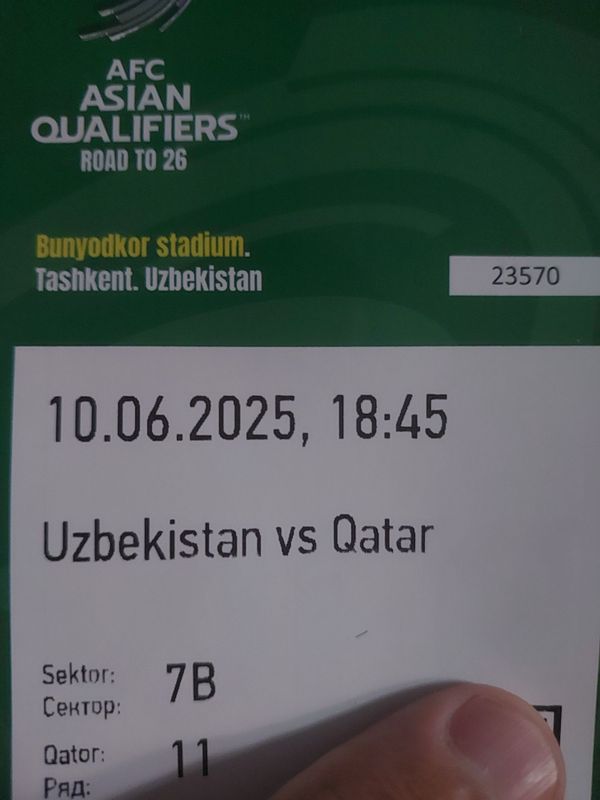 AFC
ASIAN
QUALIFIERS™
ROAD TO 26
Bunyodkor stadium.
Tashkent. Uzbekistan
23570
10.06.2025, 18:45
Uzbekistan vs Qatar
Sektor: 7B
Сектор:
Qator: 11
Ряд: